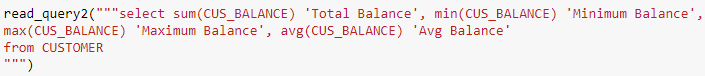 read_query2("""select sum(CUS_BALANCE) 'Total Balance', min(CUS_BALANCE) 'Minimum Balance',
max(CUS_BALANCE) 'Maximum Balance', avg(CUS_BALANCE) 'Avg Balance'
from CUSTOMER
""")